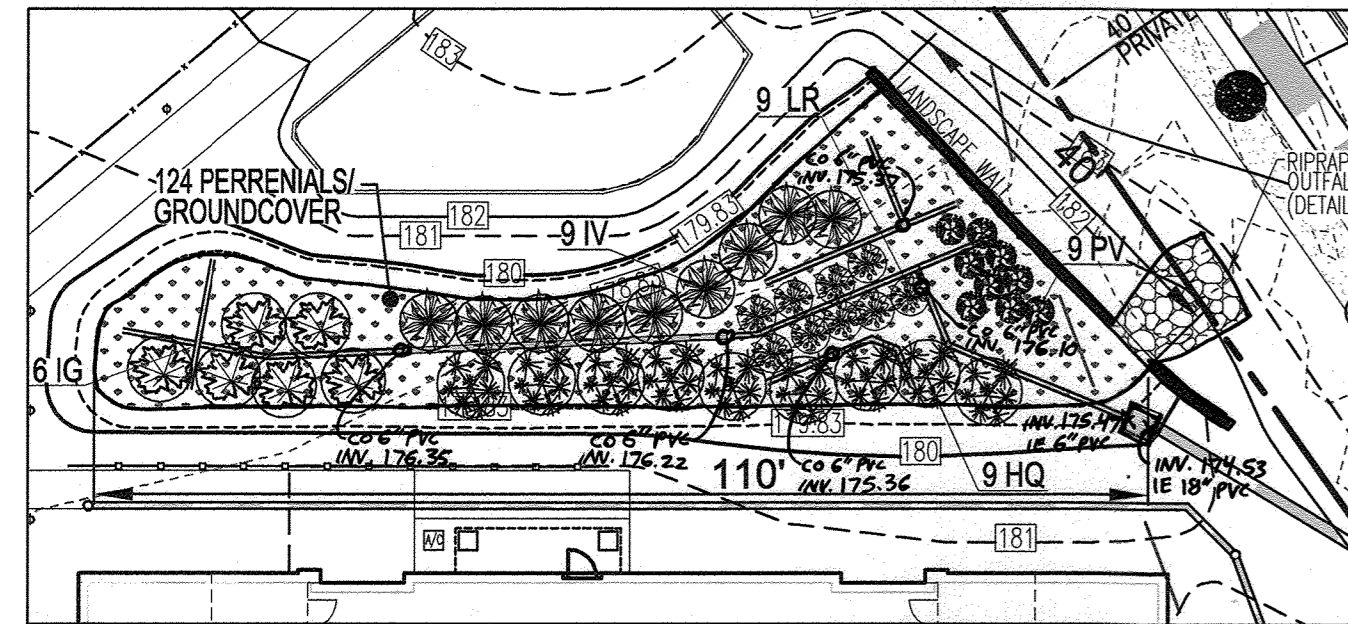 183
40'
PRIVATE
9 LR
LANDSCAPE WALL
CO 6" PVC
INV. 175.37
40'
RIPRAP
OUTFAL
(DETAIL
124 PERRENIALS/
GROUNDCOVER
182
181
179.83
182
9 IV
9 PV
180
CO 6" PVC
INV. 176.10
6 IG
179.83
CO 6" PVC
INV. 176.35
CO 6" PVC
INV. 176.22
110'
CO 6" PVC
INV. 175.36
180
9 HQ
INV. 175.47
IE 6" PVC
INV. 174.53
IE 18" PVC
181
A/C